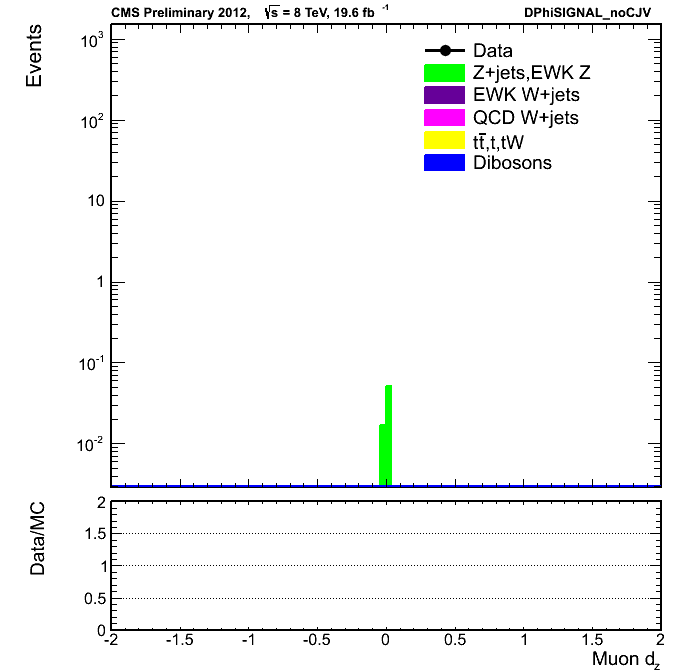 CMS Preliminary 2012, √s = 8 TeV, 19.6 fb⁻¹ DPhiSIGNAL_noCJV
Events
10³
10²
10
1
10⁻¹
10⁻²
Data
Z+jets,EWK Z
EWK W+jets
QCD W+jets
tt̅,t,tW
Dibosons
Data/MC
2
1.5
1
0.5
0
-2 -1.5 -1 -0.5 0 0.5 1 1.5 2
Muon d_z